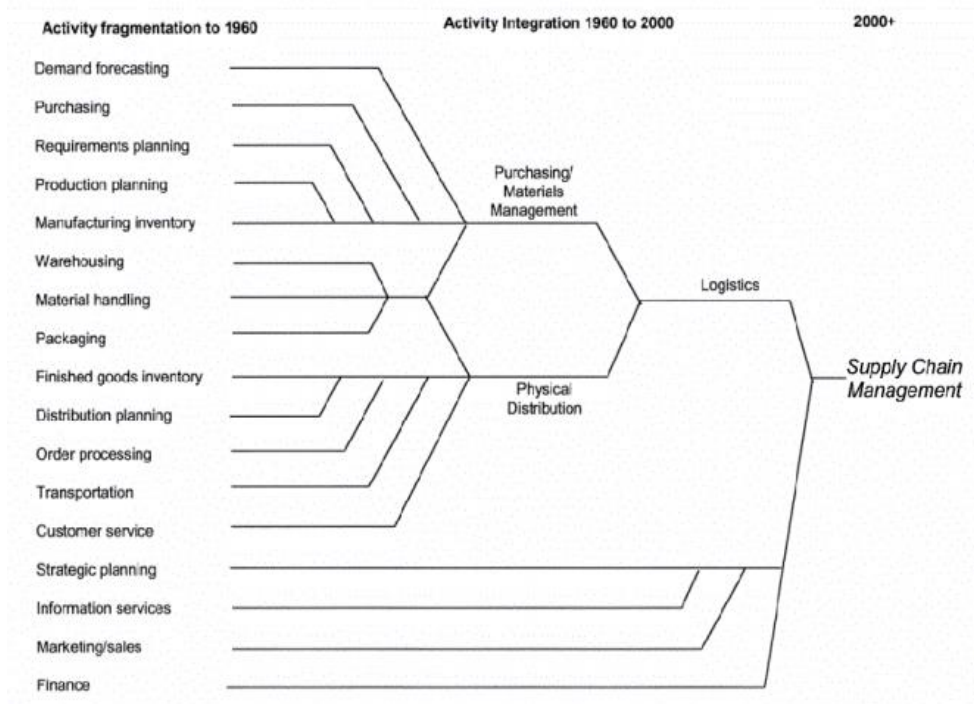 Activity fragmentation to 1960
Activity Integration 1960 to 2000
2000+
Demand forecasting
Purchasing
Requirements planning
Production planning
Manufacturing inventory
Warehousing
Material handling
Packaging
Finished goods inventory
Distribution planning
Order processing
Transportation
Customer service
Strategic planning
Information services
Marketing/sales
Finance
Purchasing/
Materials
Management
Physical
Distribution
Logistics
Supply Chain
Management